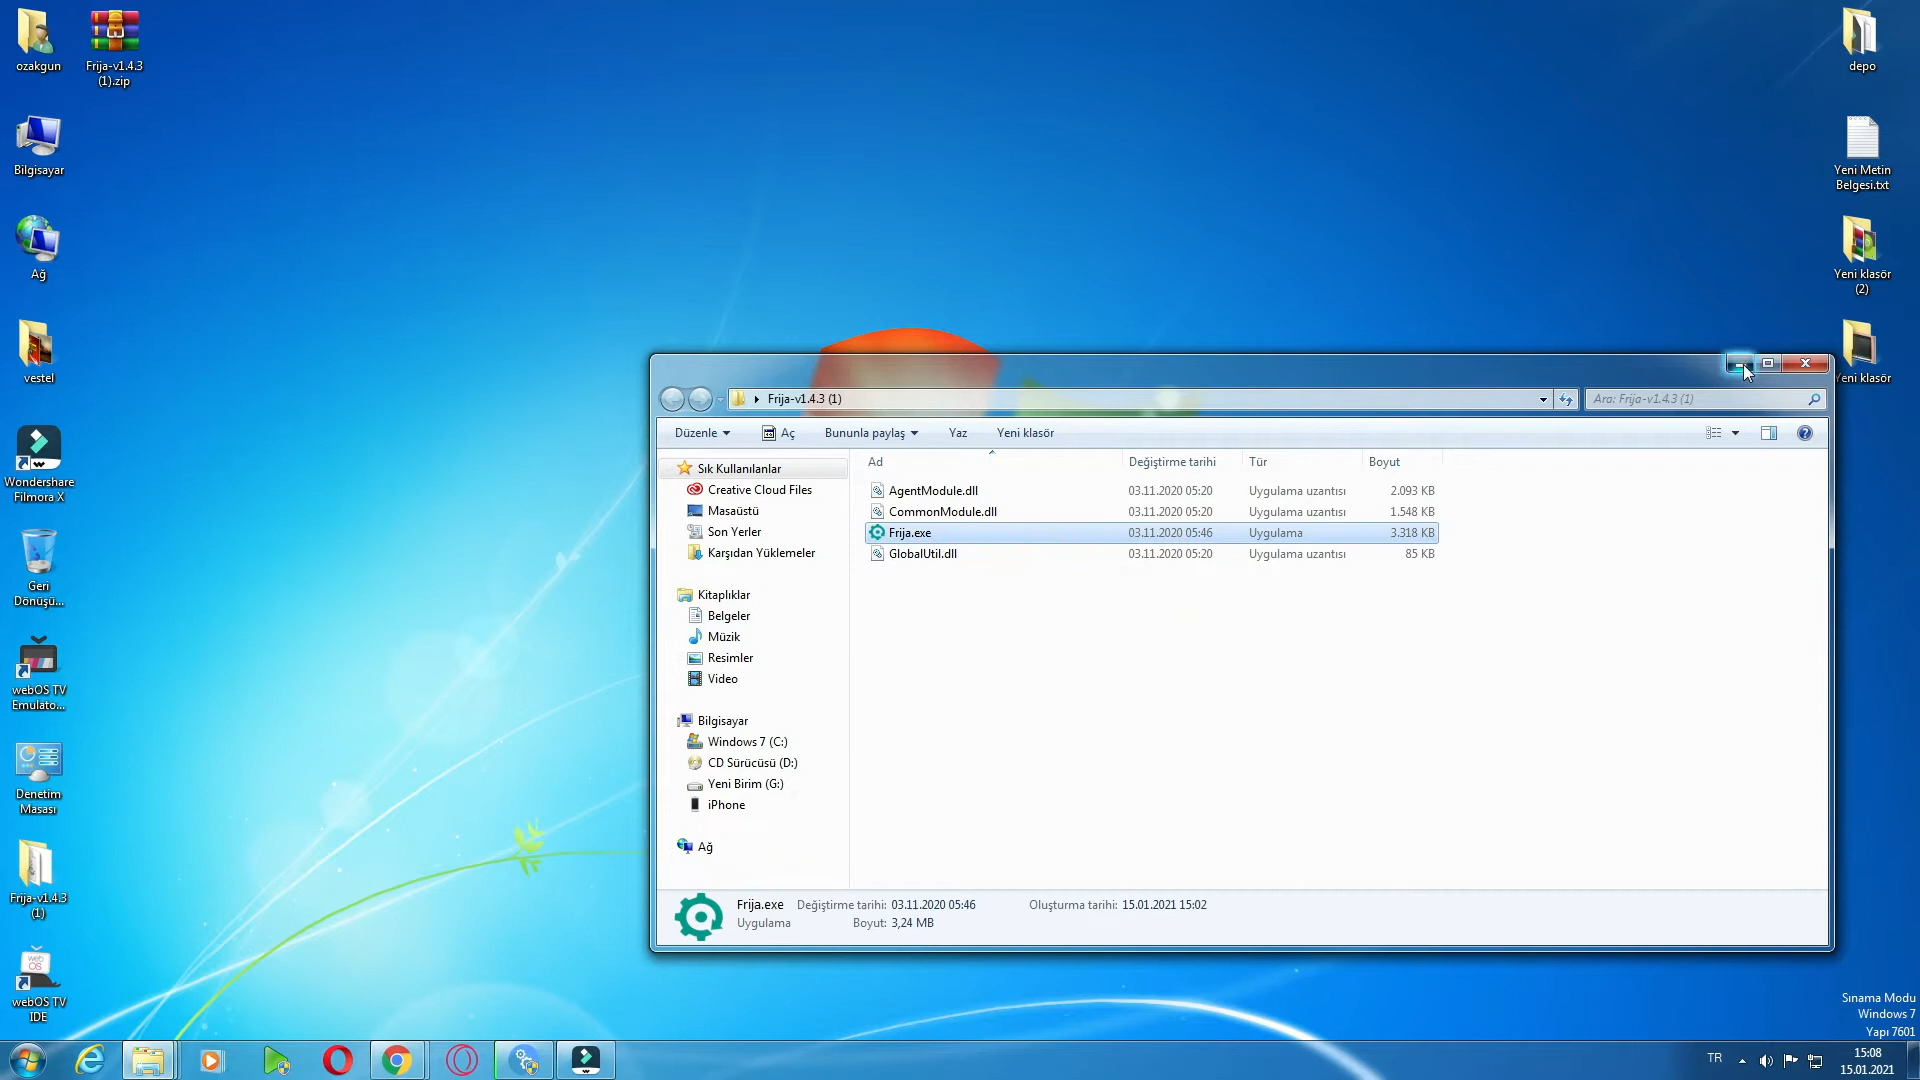 ozakgun
Frija-v1.4.3
(1).zip
Bilgisayar
Ağ
vestel
Wondershare
Filmora X
Geri
Dönüşü...
webOS TV
Emulato...
Denetim
Masası
Frija-v1.4.3
(1)
web
OS
webOS TV
IDE
depo
Yeni Metin
Belgesi.txt
Yeni klasör
(2)
Yeni klasör
Frija-v1.4.3 (1)
Ara: Frija-v1.4.3 (1)
Düzenle
Aç
Bununla paylaş
Yaz
Yeni klasör
Sık Kullanılanlar
Creative Cloud Files
Masaüstü
Son Yerler
Karşıdan Yüklemeler
Kitaplıklar
Belgeler
Müzik
Resimler
Video
Bilgisayar
Windows 7 (C:)
CD Sürücüsü (D:)
Yeni Birim (G:)
iPhone
Ağ
Ad Değiştirme tarihi Tür Boyut
AgentModule.dll 03.11.2020 05:20 Uygulama uzantısı 2.093 KB
CommonModule.dll 03.11.2020 05:20 Uygulama uzantısı 1.548 KB
Frija.exe 03.11.2020 05:46 Uygulama 3.318 KB
GlobalUtil.dll 03.11.2020 05:20 Uygulama uzantısı 85 KB
Frija.exe Değiştirme tarihi: 03.11.2020 05:46 Oluşturma tarihi: 15.01.2021 15:02
Uygulama Boyut: 3,24 MB
Sınama Modu
Windows 7
Yapı 7601
TR
15:08
15.01.2021